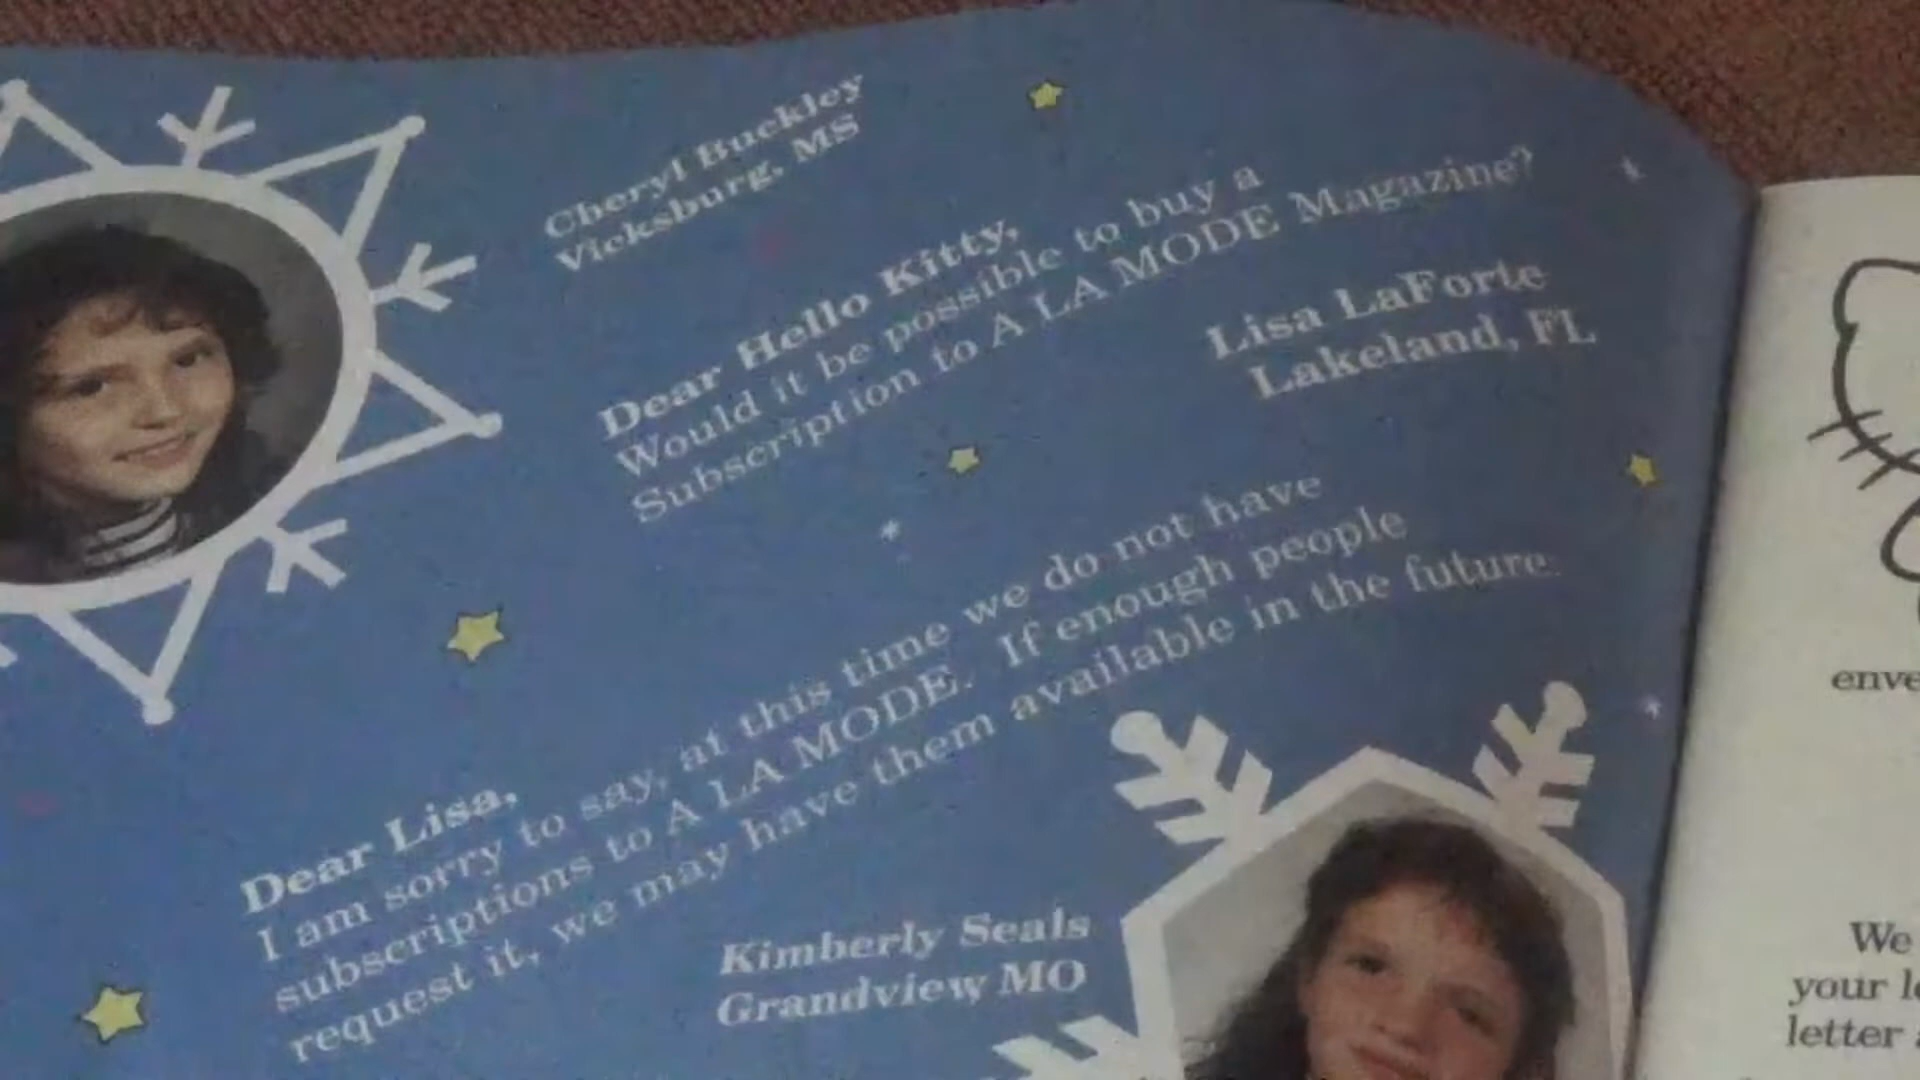 Cheryl Buckley
Vicksburg, MS
Dear Hello Kitty,
Would it be possible to buy a
Subscription to A LA MODE Magazine?
Lisa LaForte
Lakeland, FL
Dear Lisa,
I am sorry to say, at this time we do not have
subscriptions to A LA MODE. If enough people
request it, we may have them available in the future.
Kimberly Seals
Grandview, MO
We
your
letter